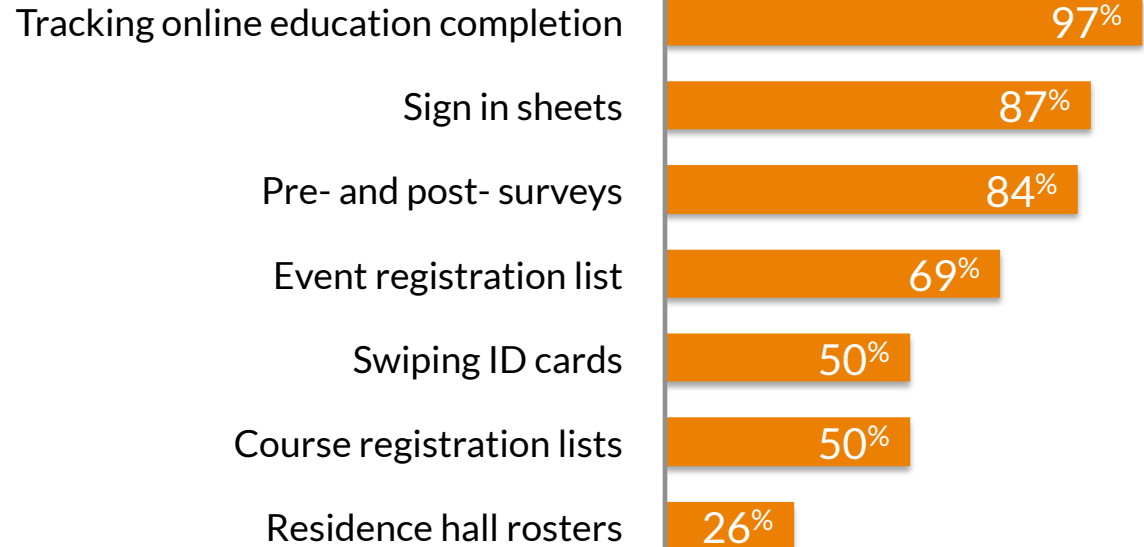 Tracking online education completion 97%
Sign in sheets 87%
Pre- and post- surveys 84%
Event registration list 69%
Swiping ID cards 50%
Course registration lists 50%
Residence hall rosters 26%